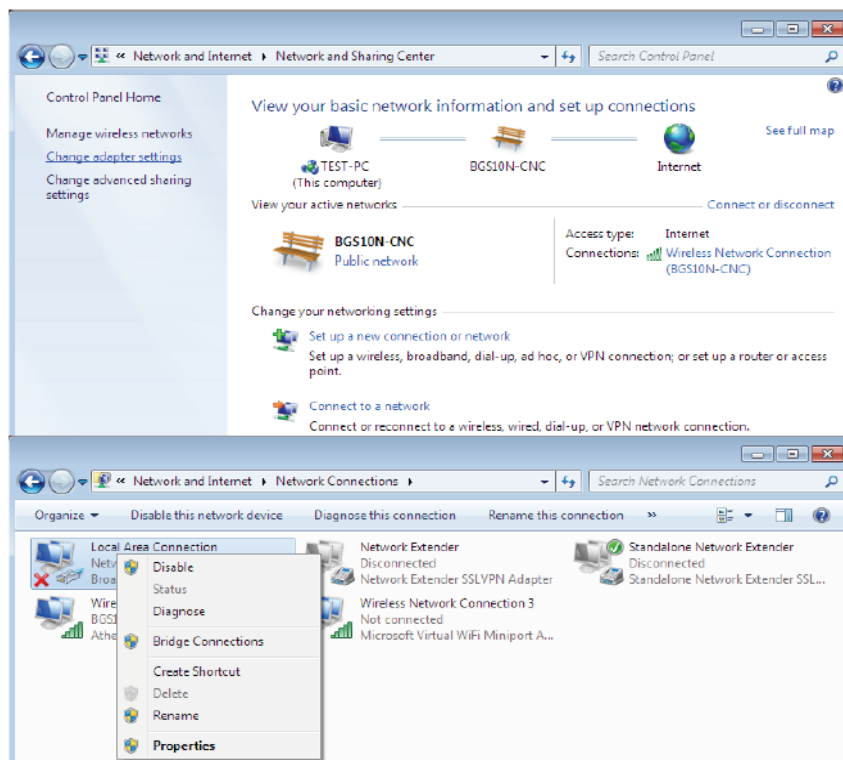 « Network and Internet ▸ Network and Sharing Center
Search Control Panel
Control Panel Home
Manage wireless networks
Change adapter settings
Change advanced sharing
settings
View your basic network information and set up connections
See full map
TEST-PC
(This computer)
BGS10N-CNC
Internet
View your active networks
Connect or disconnect
BGS10N-CNC
Public network
Access type: Internet
Connections: Wireless Network Connection
(BGS10N-CNC)
Change your networking settings
Set up a new connection or network
Set up a wireless, broadband, dial-up, ad hoc, or VPN connection; or set up a router or access
point.
Connect to a network
Connect or reconnect to a wireless, wired, dial-up, or VPN network connection.
« Network and Internet ▸ Network Connections ▸
Search Network Connections
Organize Disable this network device Diagnose this connection Rename this connection »
Local Area Connection
Netw
Broa
Network Extender
Disconnected
Network Extender SSLVPN Adapter
Standalone Network Extender
Disconnected
Standalone Network Extender SSL...
Wire
BGS1
Athe
Wireless Network Connection 3
Not connected
Microsoft Virtual WiFi Miniport A...
Disable
Status
Diagnose
Bridge Connections
Create Shortcut
Delete
Rename
Properties